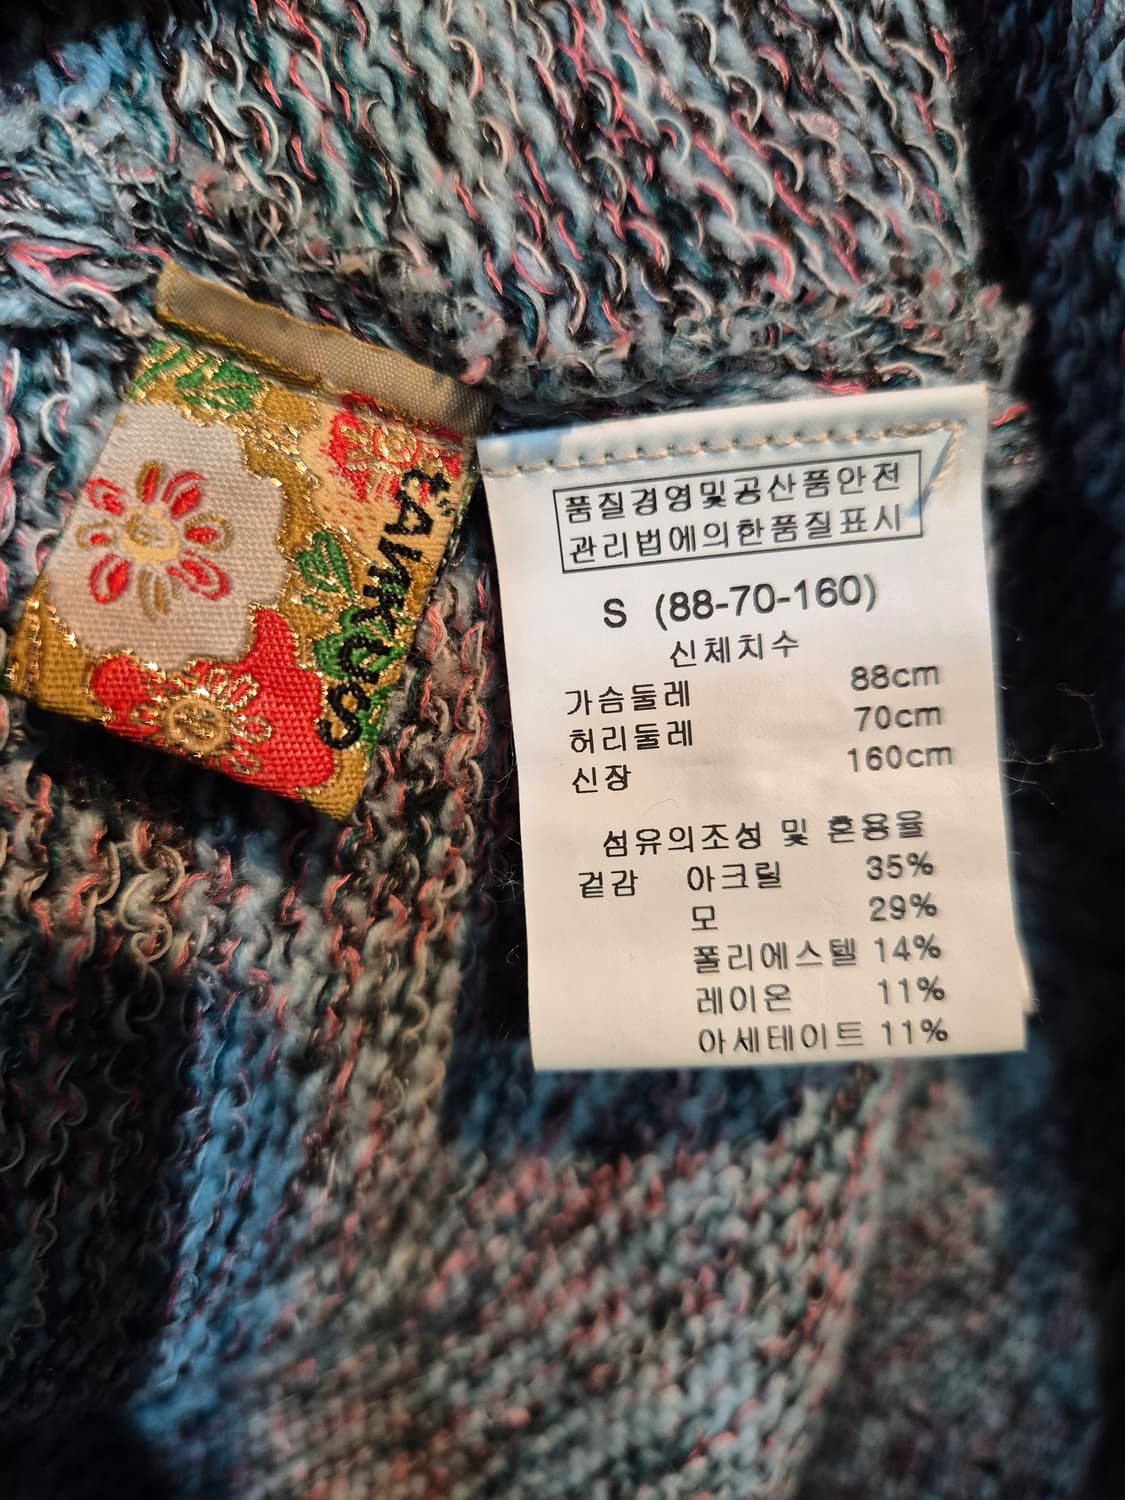 품질경영및공산품안전
관리법에의한품질표시
S (88-70-160)
신체치수
가슴둘레 88cm
허리둘레 70cm
신장 160cm
섬유의조성 및 혼용율
겉감 아크릴 35%
모 29%
폴리에스텔 14%
레이온 11%
아세테이트 11%